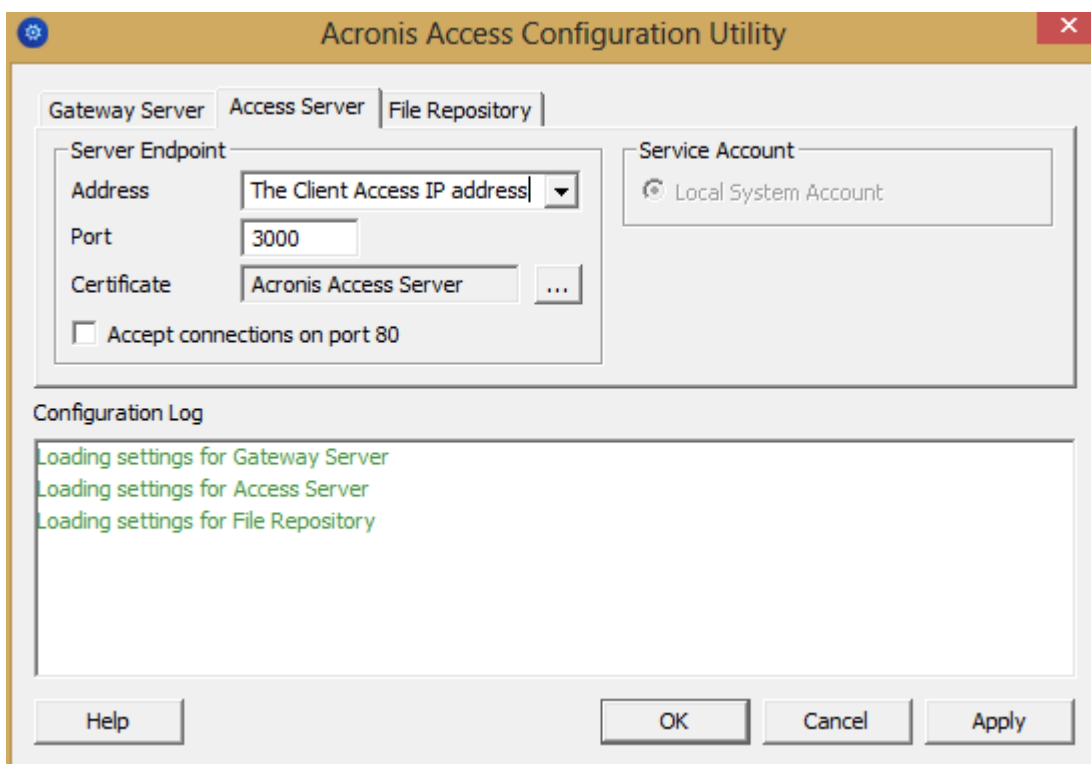 Acronis Access Configuration Utility
Gateway Server
Access Server
File Repository
Server Endpoint
Address
The Client Access IP address
Port
3000
Certificate
Acronis Access Server
...
Accept connections on port 80
Service Account
Local System Account
Configuration Log
Loading settings for Gateway Server
Loading settings for Access Server
Loading settings for File Repository
Help
OK
Cancel
Apply